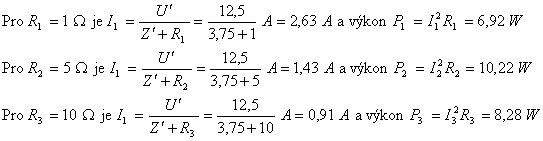 Pro R₁ = 1 Ω je I₁ = U'/(Z' + R₁) = 12,5/(3,75 + 1) A = 2,63 A a výkon P₁ = I₁²R₁ = 6,92 W
Pro R₂ = 5 Ω je I₁ = U'/(Z' + R₂) = 12,5/(3,75 + 5) A = 1,43 A a výkon P₂ = I₂²R₂ = 10,22 W
Pro R₃ = 10 Ω je I₁ = U'/(Z' + R₃) = 12,5/(3,75 + 10) A = 0,91 A a výkon P₃ = I₃²R₃ = 8,28 W